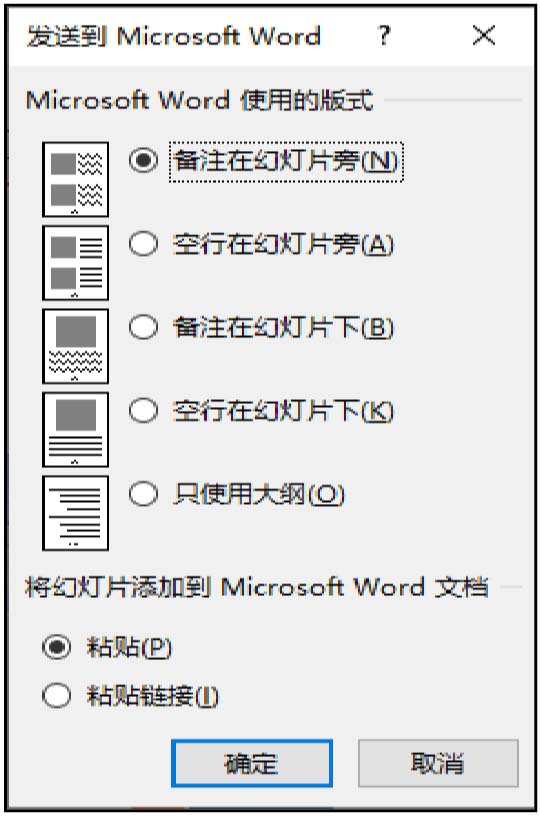 发送到 Microsoft Word ? ×
Microsoft Word 使用的版式
备注在幻灯片旁(N)
空行在幻灯片旁(A)
备注在幻灯片下(B)
空行在幻灯片下(K)
只使用大纲(O)
将幻灯片添加到 Microsoft Word 文档
粘贴(P)
粘贴链接(I)
确定 取消